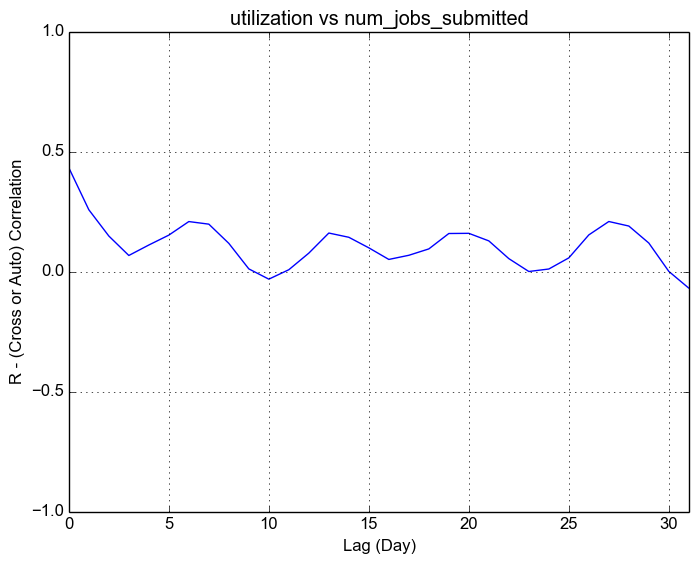 utilization vs num_jobs_submitted
1.0
0.5
0.0
−0.5
−1.0
R - (Cross or Auto) Correlation
0 5 10 15 20 25 30
Lag (Day)